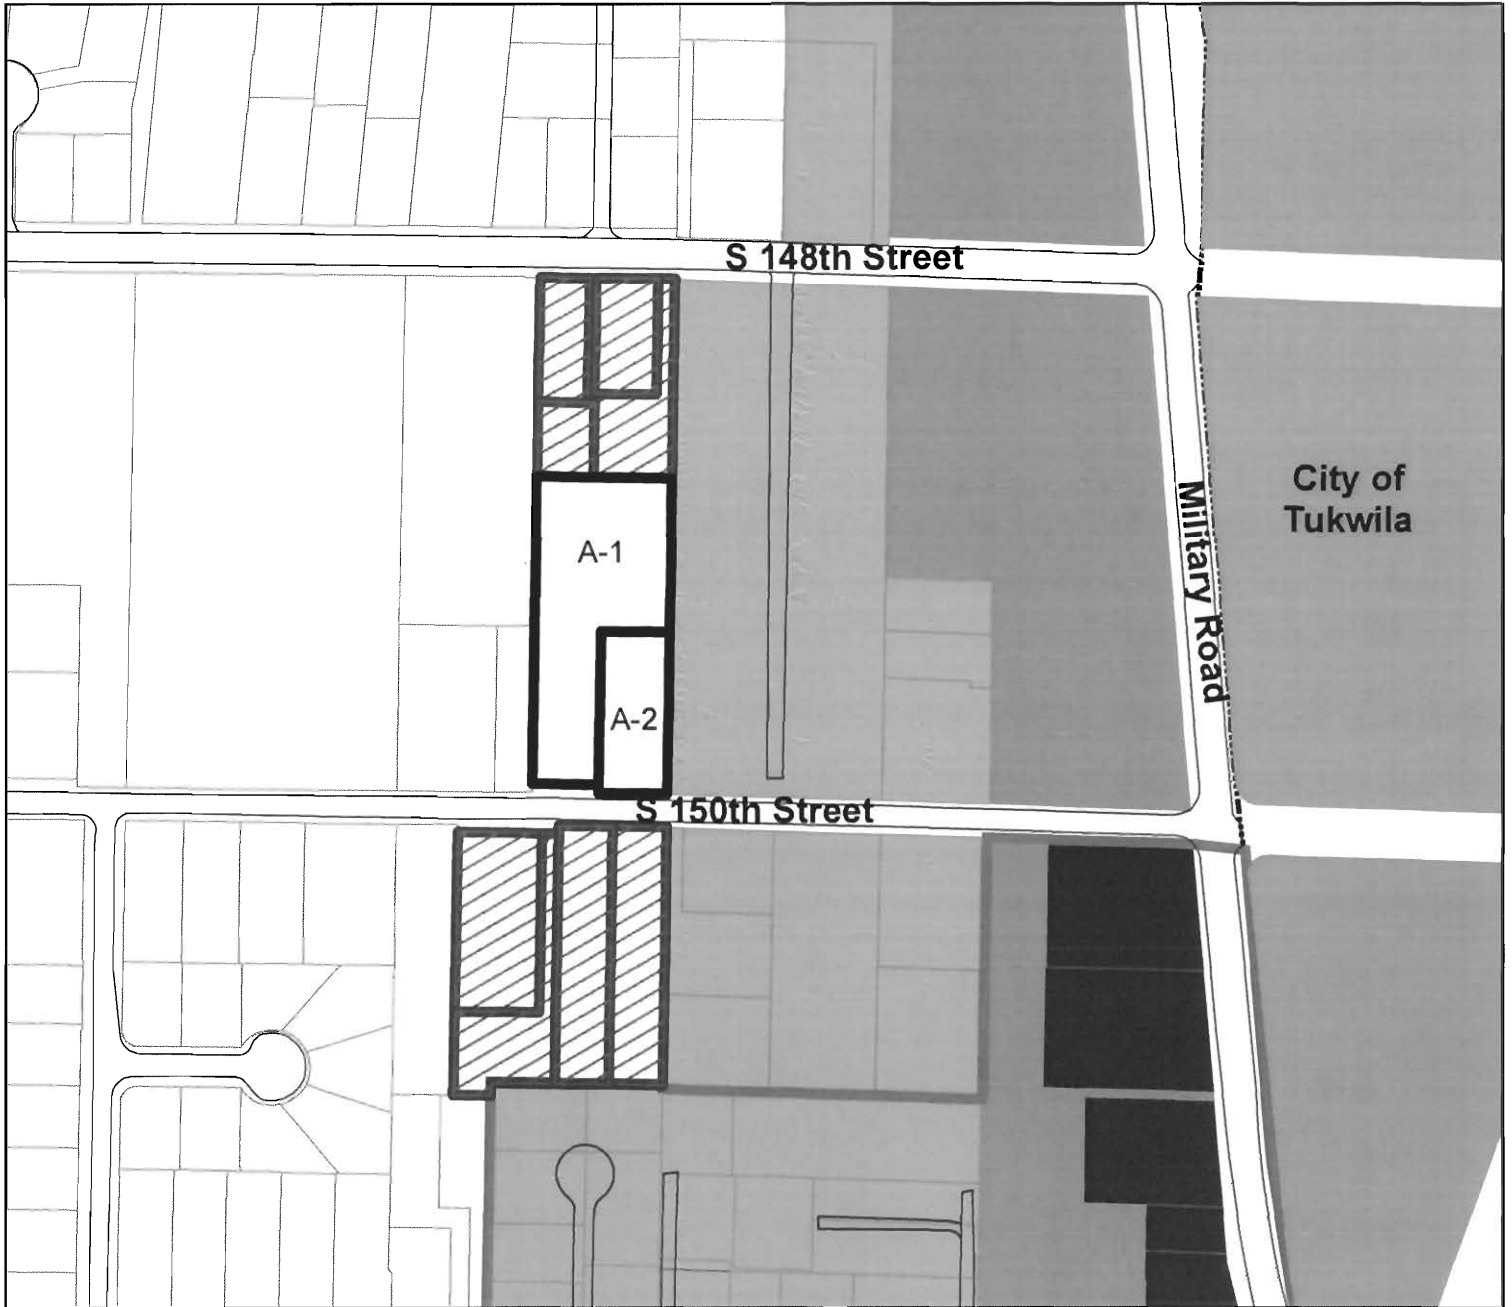 S 148th Street
City of
Tukwila
A-1
Military Road
A-2
S 150th Street